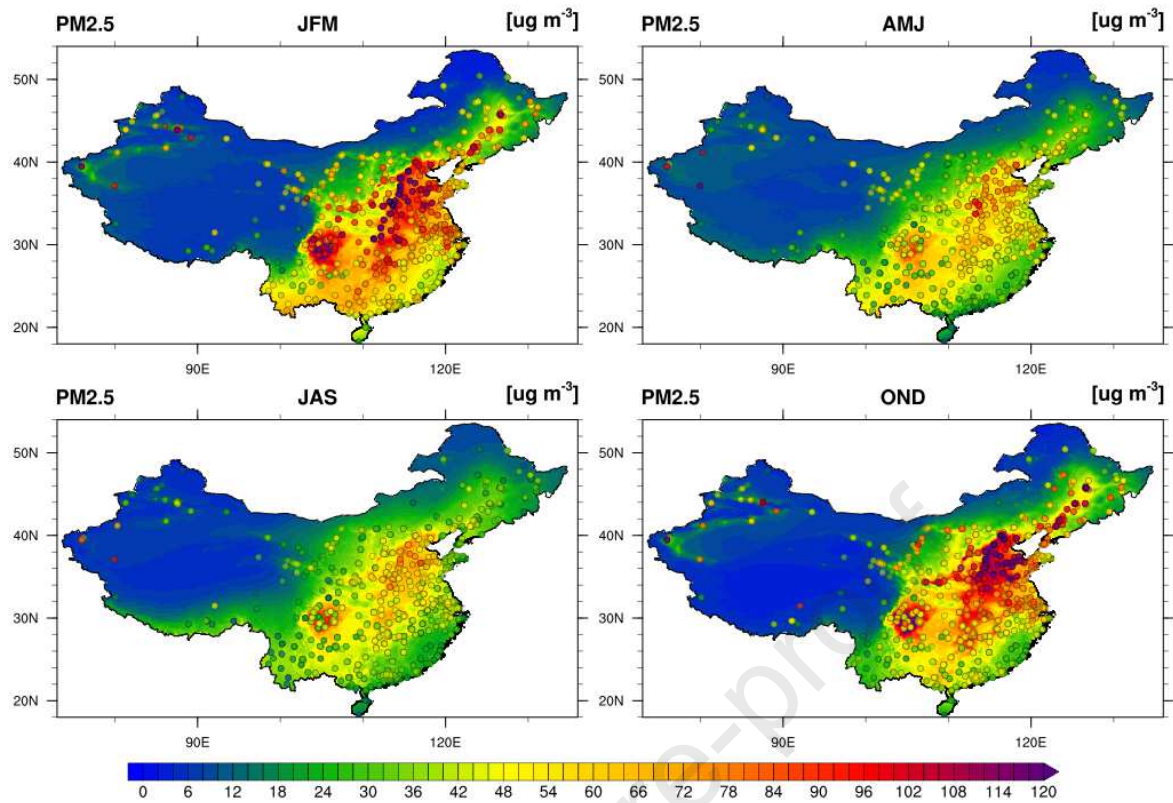 PM2.5 JFM [ug m-3]
50N
40N
30N
20N
90E 120E
PM2.5 AMJ [ug m-3]
50N
40N
30N
20N
90E 120E
PM2.5 JAS [ug m-3]
50N
40N
30N
20N
90E 120E
PM2.5 OND [ug m-3]
50N
40N
30N
20N
90E 120E
0 6 12 18 24 30 36 42 48 54 60 66 72 78 84 90 96 102 108 114 120
re-proof